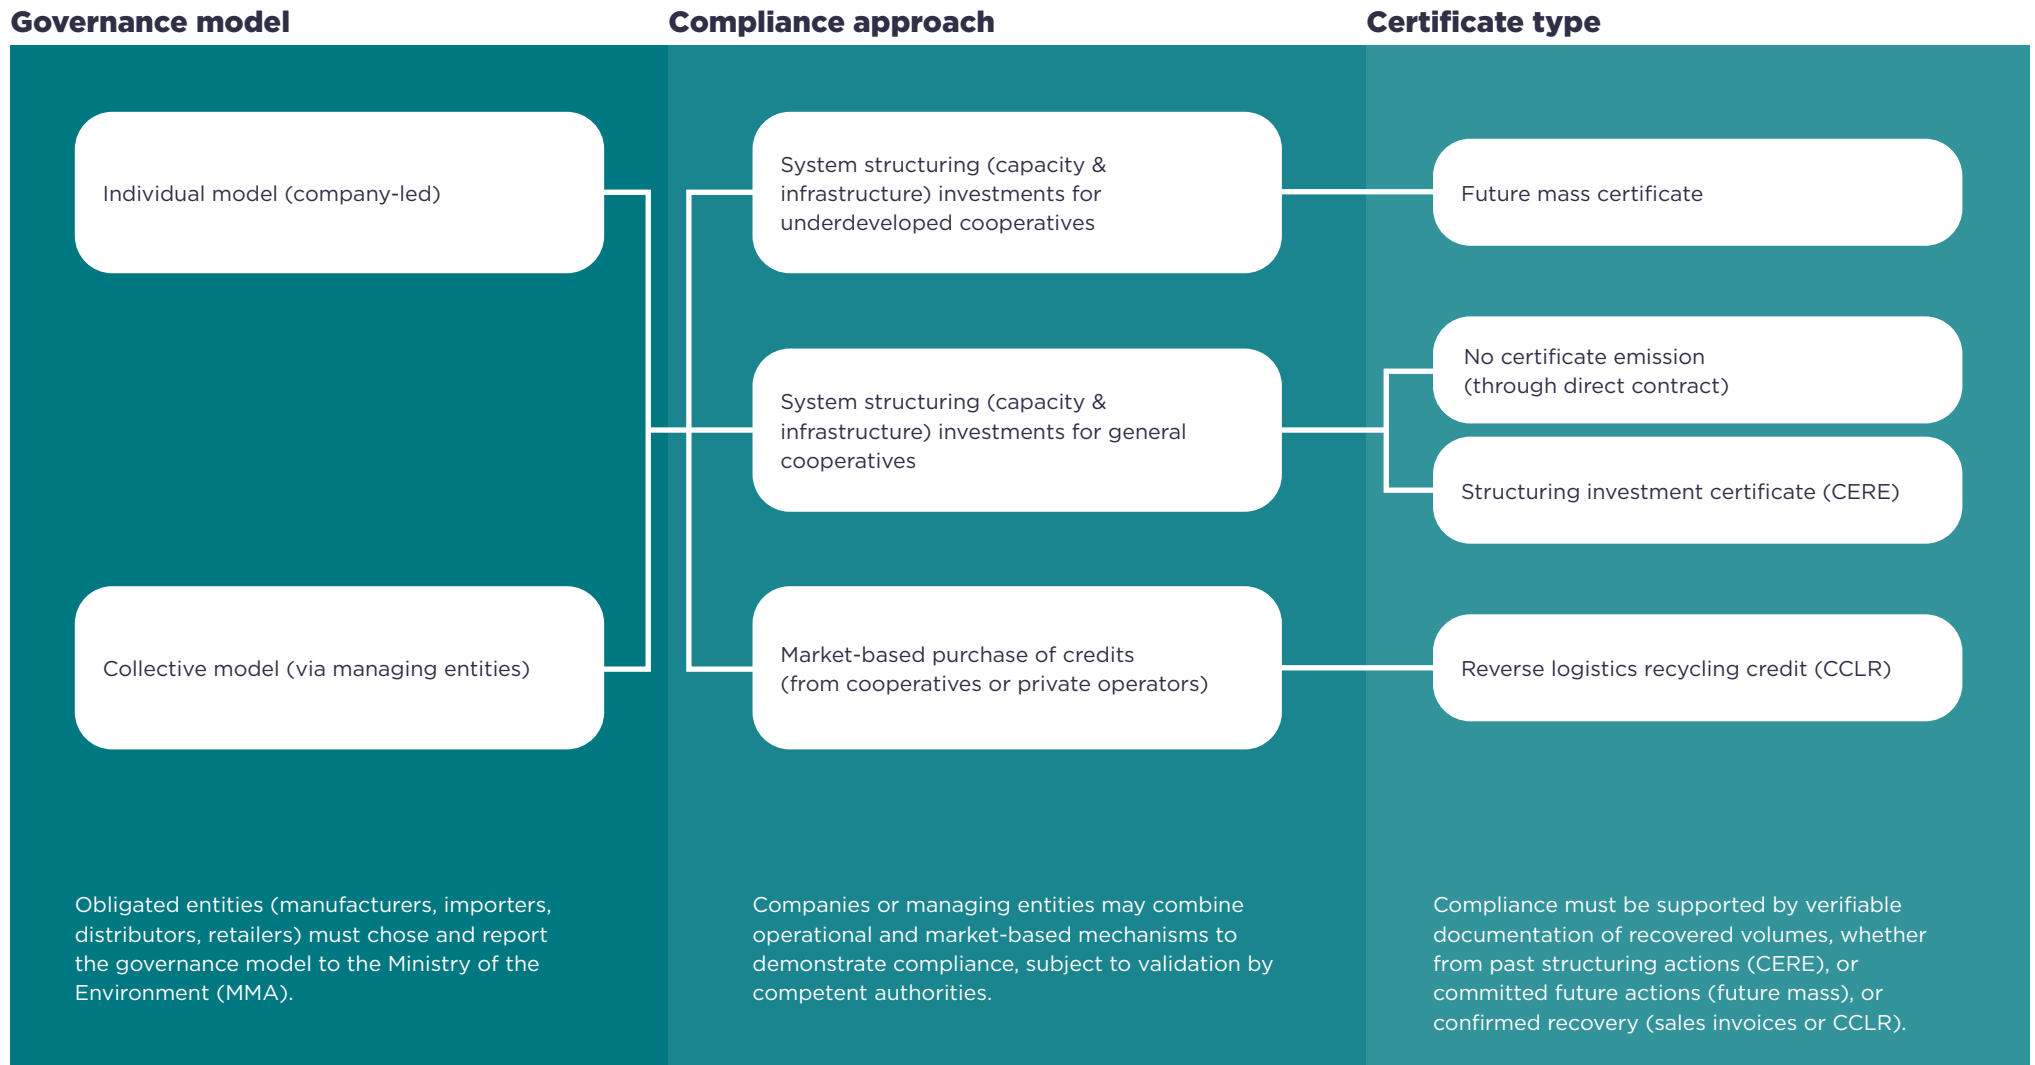 Governance model
Compliance approach
Certificate type
Individual model (company-led)
System structuring (capacity &
infrastructure) investments for
underdeveloped cooperatives
Future mass certificate
System structuring (capacity &
infrastructure) investments for general
cooperatives
No certificate emission
(through direct contract)
Structuring investment certificate (CERE)
Collective model (via managing entities)
Market-based purchase of credits
(from cooperatives or private operators)
Reverse logistics recycling credit (CCLR)
Obligated entities (manufacturers, importers,
distributors, retailers) must chose and report
the governance model to the Ministry of the
Environment (MMA).
Companies or managing entities may combine
operational and market-based mechanisms to
demonstrate compliance, subject to validation by
competent authorities.
Compliance must be supported by verifiable
documentation of recovered volumes, whether
from past structuring actions (CERE), or
committed future actions (future mass), or
confirmed recovery (sales invoices or CCLR).